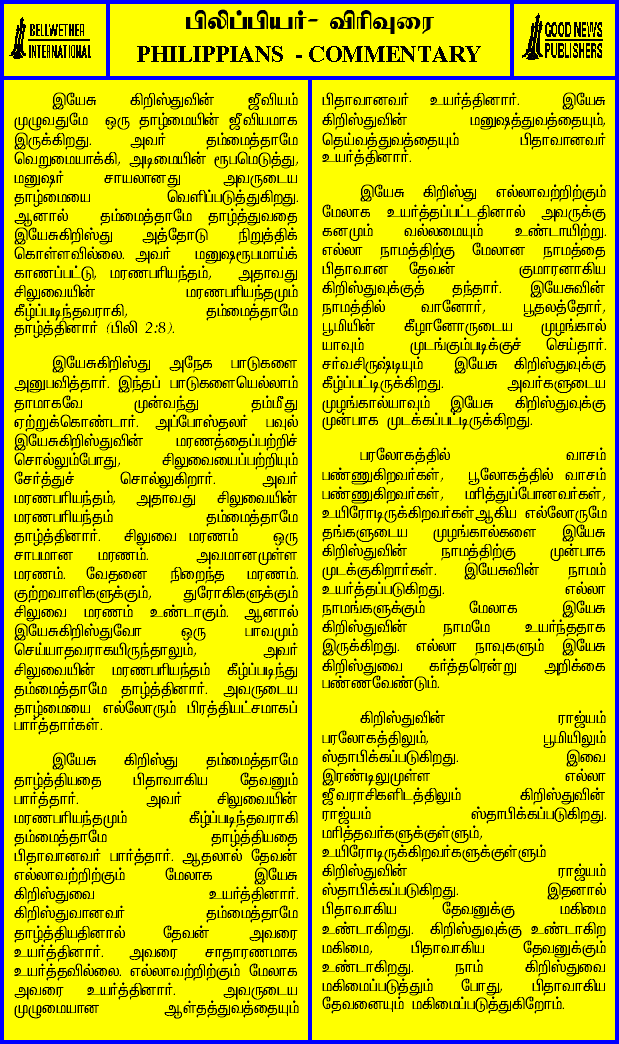 BELLWETHER
INTERNATIONAL
பிலிப்பியர்- விரிவுரை
PHILIPPIANS - COMMENTARY
GOOD NEWS
PUBLISHERS
இயேசு கிறிஸ்துவின் ஜீவியம்
முழுவதுமே ஒரு தாழ்மையின் ஜீவியமாக
இருக்கிறது. அவர் தம்மைத்தாமே
வெறுமையாக்கி, அடிமையின் ரூபமெடுத்து,
மனுஷர் சாயலானது அவருடைய
தாழ்மையை வெளிப்படுத்துகிறது.
ஆனால் தம்மைத்தாமே தாழ்த்துவதை
இயேசுகிறிஸ்து அத்தோடு நிறுத்திக்
கொள்ளவில்லை. அவர் மனுஷரூபமாய்க்
காணப்பட்டு, மரணபரியந்தம், அதாவது
சிலுவையின் மரணபரியந்தமும்
கீழ்ப்படிந்தவராகி, தம்மைத்தாமே
தாழ்த்தினார் (பிலி 2:8).
இயேசுகிறிஸ்து அநேக பாடுகளை
அனுபவித்தார். இந்தப் பாடுகளையெல்லாம்
தாமாகவே முன்வந்து தம்மீது
ஏற்றுக்கொண்டார். அப்போஸ்தலர் பவுல்
இயேசுகிறிஸ்துவின் மரணத்தைப்பற்றிச்
சொல்லும்போது, சிலுவையைப்பற்றியும்
சேர்த்துச் சொல்லுகிறார். அவர்
மரணபரியந்தம், அதாவது சிலுவையின்
மரணபரியந்தம் தம்மைத்தாமே
தாழ்த்தினார். சிலுவை மரணம் ஒரு
சாபமான மரணம். அவமானமுள்ள
மரணம். வேதனை நிறைந்த மரணம்.
குற்றவாளிகளுக்கும், துரோகிகளுக்கும்
சிலுவை மரணம் உண்டாகும். ஆனால்
இயேசுகிறிஸ்துவோ ஒரு பாவமும்
செய்யாதவராகயிருந்தாலும், அவர்
சிலுவையின் மரணபரியந்தம் கீழ்ப்படிந்து
தம்மைத்தாமே தாழ்த்தினார். அவருடைய
தாழ்மையை எல்லோரும் பிரத்தியட்சமாகப்
பார்த்தார்கள்.
இயேசு கிறிஸ்து தம்மைத்தாமே
தாழ்த்தியதை பிதாவாகிய தேவனும்
பார்த்தார். அவர் சிலுவையின்
மரணபரியந்தமும் கீழ்ப்படிந்தவராகி
தம்மைத்தாமே தாழ்த்தியதை
பிதாவானவர் பார்த்தார். ஆதலால் தேவன்
எல்லாவற்றிற்கும் மேலாக இயேசு
கிறிஸ்துவை உயர்த்தினார்.
கிறிஸ்துவானவர் தம்மைத்தாமே
தாழ்த்தியதினால் தேவன் அவரை
உயர்த்தினார். அவரை சாதாரணமாக
உயர்த்தவில்லை. எல்லாவற்றிற்கும் மேலாக
அவரை உயர்த்தினார். அவருடைய
முழுமையான ஆள்தத்துவத்தையும்
பிதாவானவர் உயர்த்தினார். இயேசு
கிறிஸ்துவின் மனுஷத்துவத்தையும்,
தெய்வத்துவத்தையும் பிதாவானவர்
உயர்த்தினார்.
இயேசு கிறிஸ்து எல்லாவற்றிற்கும்
மேலாக உயர்த்தப்பட்டதினால் அவருக்கு
கனமும் வல்லமையும் உண்டாயிற்று.
எல்லா நாமத்திற்கு மேலான நாமத்தை
பிதாவான தேவன் குமாரனாகிய
கிறிஸ்துவுக்குத் தந்தார். இயேசுவின்
நாமத்தில் வானோர், பூதலத்தோர்,
பூமியின் கீழானோருடைய முழங்கால்
யாவும் முடங்கும்படிக்குச் செய்தார்.
சர்வசிருஷ்டியும் இயேசு கிறிஸ்துவுக்கு
கீழ்ப்பட்டிருக்கிறது. அவர்களுடைய
முழங்கால்யாவும் இயேசு கிறிஸ்துவுக்கு
முன்பாக முடக்கப்பட்டிருக்கிறது.
பரலோகத்தில் வாசம்
பண்ணுகிறவர்கள், பூலோகத்தில் வாசம்
பண்ணுகிறவர்கள், மரித்துப்போனவர்கள்,
உயிரோடிருக்கிறவர்கள்ஆகிய எல்லோருமே
தங்களுடைய முழங்கால்களை இயேசு
கிறிஸ்துவின் நாமத்திற்கு முன்பாக
முடக்குகிறார்கள். இயேசுவின் நாமம்
உயர்த்தப்படுகிறது. எல்லா
நாமங்களுக்கும் மேலாக இயேசு
கிறிஸ்துவின் நாமமே உயர்ந்ததாக
இருக்கிறது. எல்லா நாவுகளும் இயேசு
கிறிஸ்துவை கர்த்தரென்று அறிக்கை
பண்ணவேண்டும்.
கிறிஸ்துவின் ராஜ்யம்
பரலோகத்திலும், பூமியிலும்
ஸ்தாபிக்கப்படுகிறது. இவை
இரண்டிலுமுள்ள எல்லா
ஜீவராசிகளிடத்திலும் கிறிஸ்துவின்
ராஜ்யம் ஸ்தாபிக்கப்படுகிறது.
மரித்தவர்களுக்குள்ளும்,
உயிரோடிருக்கிறவர்களுக்குள்ளும்
கிறிஸ்துவின் ராஜ்யம்
ஸ்தாபிக்கப்படுகிறது. இதனால்
பிதாவாகிய தேவனுக்கு மகிமை
உண்டாகிறது. கிறிஸ்துவுக்கு உண்டாகிற
மகிமை, பிதாவாகிய தேவனுக்கும்
உண்டாகிறது. நாம் கிறிஸ்துவை
மகிமைப்படுத்தும் போது, பிதாவாகிய
தேவனையும் மகிமைப்படுத்துகிறோம்.